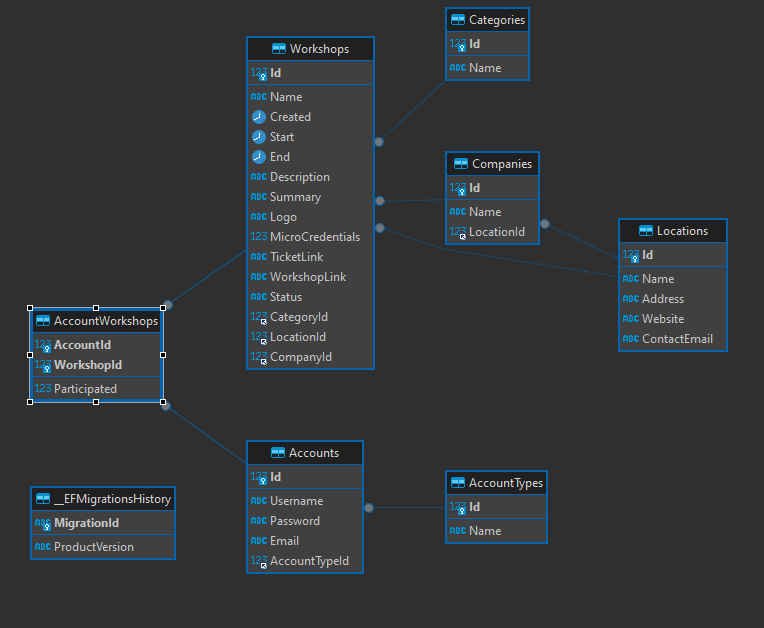 Workshops
123 Id
ABC Name
Created
Start
End
ABC Description
ABC Summary
ABC Logo
123 MicroCredentials
ABC TicketLink
ABC WorkshopLink
ABC Status
123 CategoryId
123 LocationId
123 CompanyId
Categories
123 Id
ABC Name
Companies
123 Id
ABC Name
123 LocationId
Locations
123 Id
ABC Name
ABC Address
ABC Website
ABC ContactEmail
AccountWorkshops
123 AccountId
123 WorkshopId
123 Participated
Accounts
123 Id
ABC Username
ABC Password
ABC Email
123 AccountTypeId
AccountTypes
123 Id
ABC Name
__EFMigrationsHistory
ABC MigrationId
ABC ProductVersion